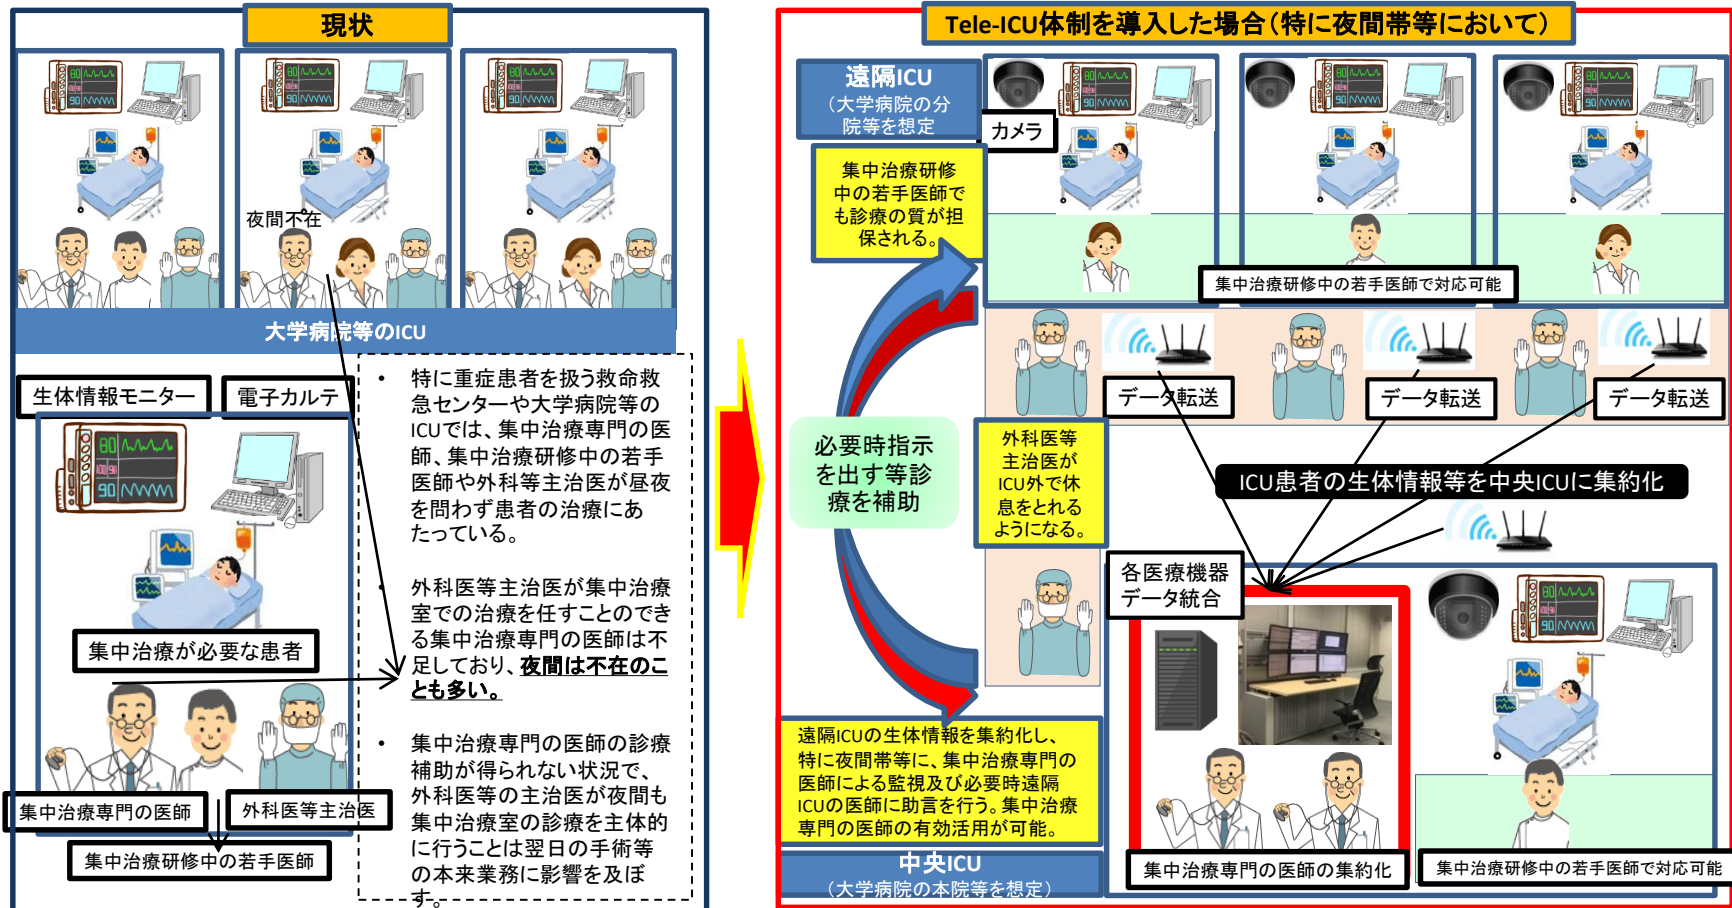 現状
夜間不在
大学病院等のICU
生体情報モニター
電子カルテ
集中治療が必要な患者
集中治療専門の医師
外科医等主治医
集中治療研修中の若手医師
• 特に重症患者を扱う救命救
急センターや大学病院等の
ICUでは、集中治療専門の医
師、集中治療研修中の若手
医師や外科等主治医が昼夜
を問わず患者の治療にあ
たっている。
• 外科医等主治医が集中治療
室での治療を任すことのでき
る集中治療専門の医師は不
足しており、夜間は不在のこ
とも多い。
• 集中治療専門の医師の診療
補助が得られない状況で、
外科医等の主治医が夜間も
集中治療室の診療を主体的
に行うことは翌日の手術等
の本来業務に影響を及ぼ
す。
Tele-ICU体制を導入した場合（特に夜間帯等において）
遠隔ICU
（大学病院の分
院等を想定
カメラ
集中治療研修
中の若手医師で
も診療の質が担
保される。
集中治療研修中の若手医師で対応可能
データ転送
データ転送
データ転送
必要時指示
を出す等診
療を補助
外科医等
主治医が
ICU外で休
息をとれる
ようになる。
ICU患者の生体情報等を中央ICUに集約化
各医療機器
データ統合
遠隔ICUの生体情報を集約化し、
特に夜間帯等に、集中治療専門の
医師による監視及び必要時遠隔
ICUの医師に助言を行う。集中治療
専門の医師の有効活用が可能。
中央ICU
（大学病院の本院等を想定）
集中治療専門の医師の集約化
集中治療研修中の若手医師で対応可能